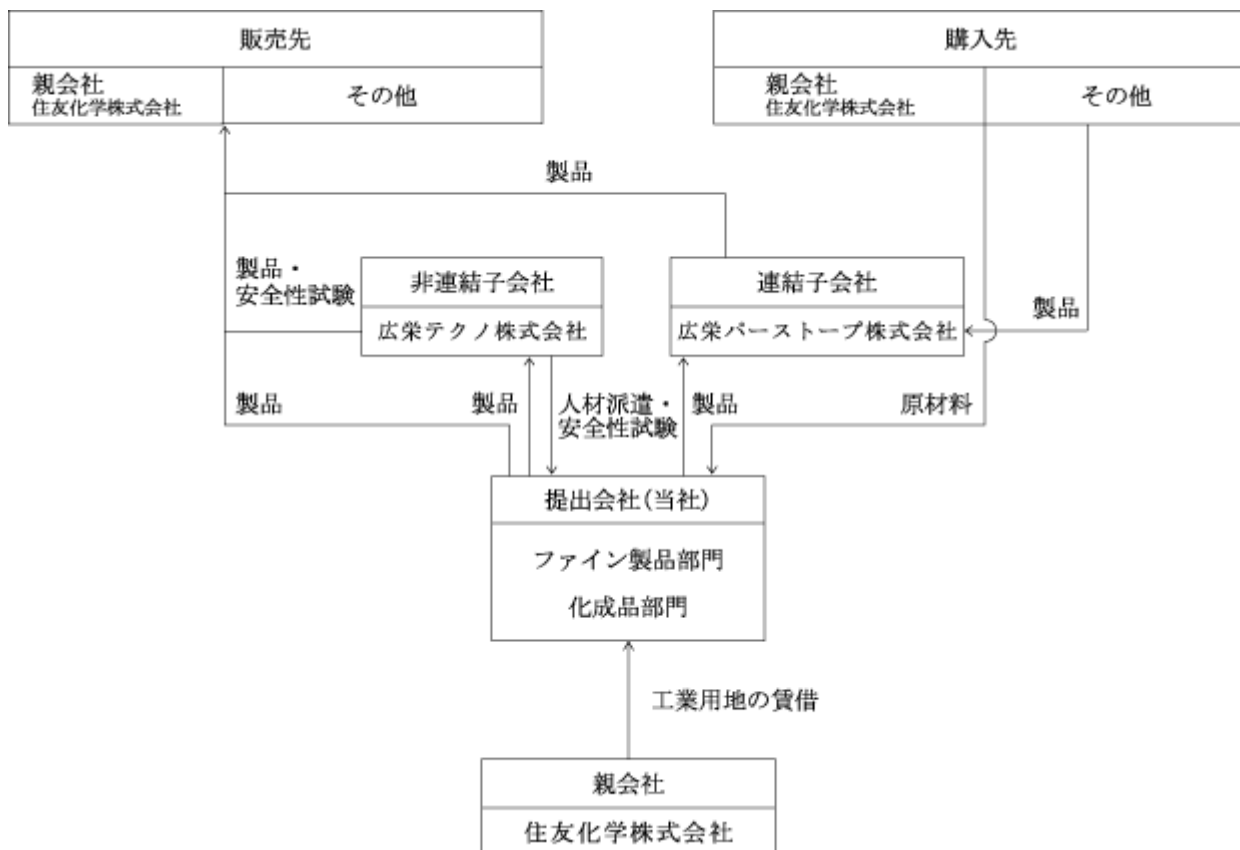 販売先
親会社
住友化学株式会社
その他
購入先
親会社
住友化学株式会社
その他
製品
製品・
安全性試験
非連結子会社
広栄テクノ株式会社
連結子会社
広栄パーストープ株式会社
製品
製品
製品
人材派遣・
安全性試験
製品
原材料
提出会社(当社)
ファイン製品部門
化成品部門
工業用地の賃借
親会社
住友化学株式会社